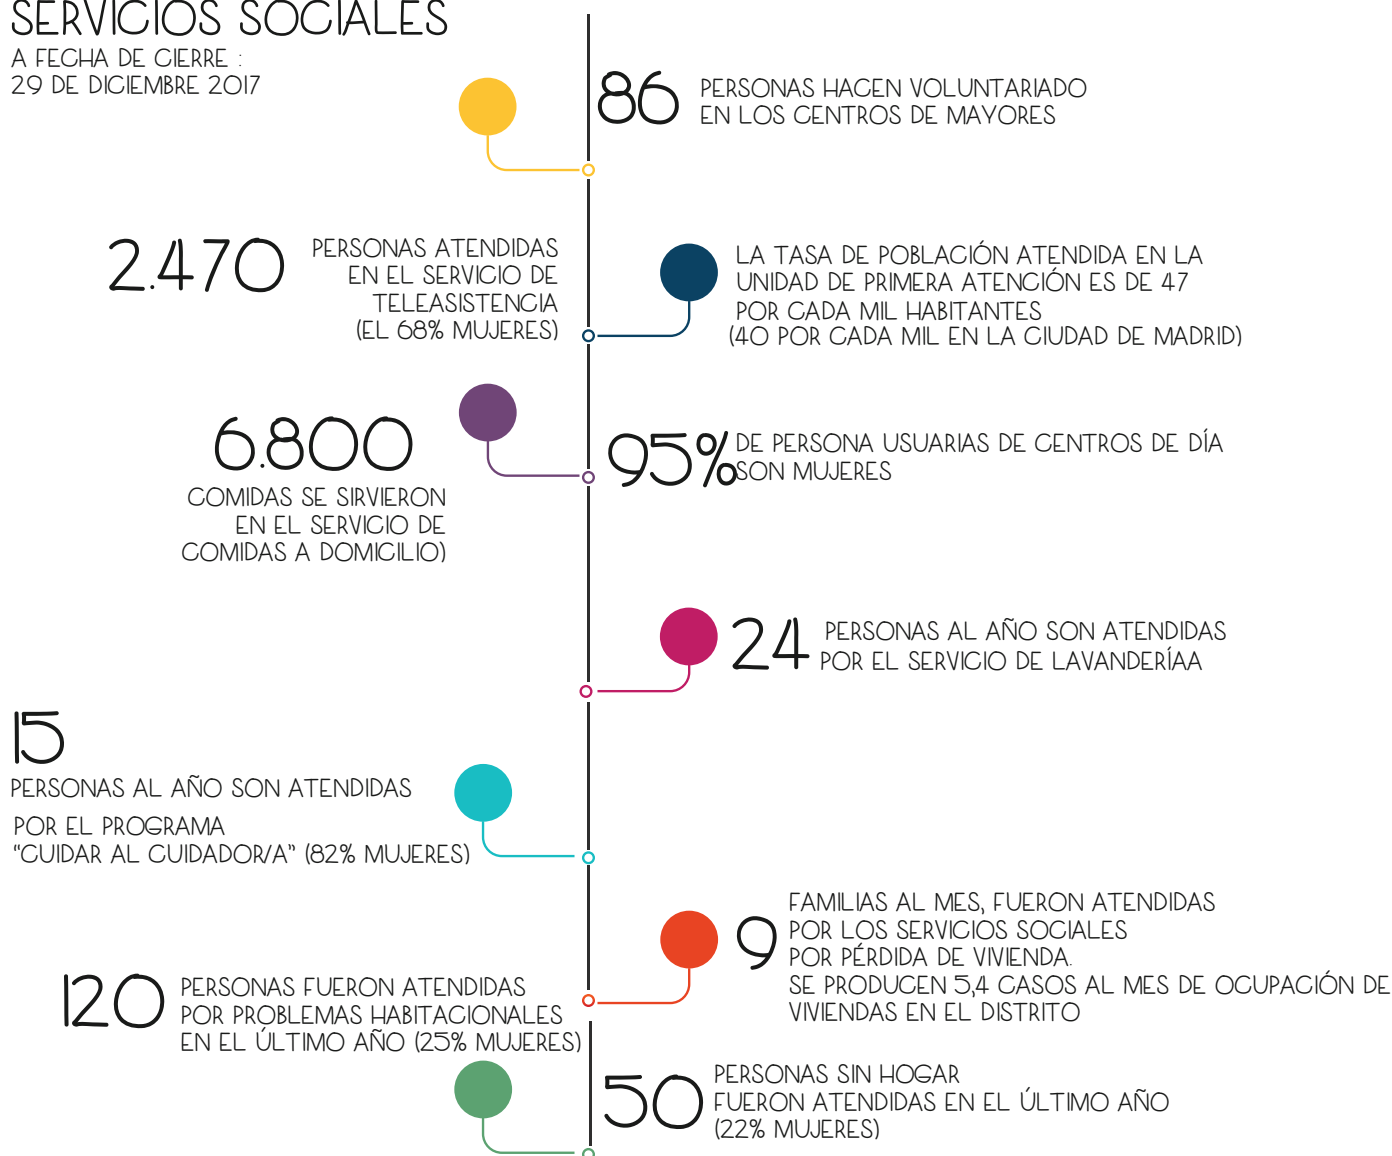 SERVICIOS SOCIALES
A FECHA DE CIERRE :
29 DE DICIEMBRE 2017
86
PERSONAS HACEN VOLUNTARIADO
EN LOS CENTROS DE MAYORES
2.470
PERSONAS ATENDIDAS
EN EL SERVICIO DE
TELEASISTENCIA
(EL 68% MUJERES)
LA TASA DE POBLACIÓN ATENDIDA EN LA
UNIDAD DE PRIMERA ATENCIÓN ES DE 47
POR CADA MIL HABITANTES
(40 POR CADA MIL EN LA CIUDAD DE MADRID)
6.800
COMIDAS SE SIRVIERON
EN EL SERVICIO DE
COMIDAS A DOMICILIO)
95%
DE PERSONA USUARIAS DE CENTROS DE DÍA
SON MUJERES
24
PERSONAS AL AÑO SON ATENDIDAS
POR EL SERVICIO DE LAVANDERÍAA
15
PERSONAS AL AÑO SON ATENDIDAS
POR EL PROGRAMA
“CUIDAR AL CUIDADOR/A” (82% MUJERES)
9
FAMILIAS AL MES, FUERON ATENDIDAS
POR LOS SERVICIOS SOCIALES
POR PÉRDIDA DE VIVIENDA.
SE PRODUCEN 5,4 CASOS AL MES DE OCUPACIÓN DE
VIVIENDAS EN EL DISTRITO
120
PERSONAS FUERON ATENDIDAS
POR PROBLEMAS HABITACIONALES
EN EL ÚLTIMO AÑO (25% MUJERES)
50
PERSONAS SIN HOGAR
FUERON ATENDIDAS EN EL ÚLTIMO AÑO
(22% MUJERES)